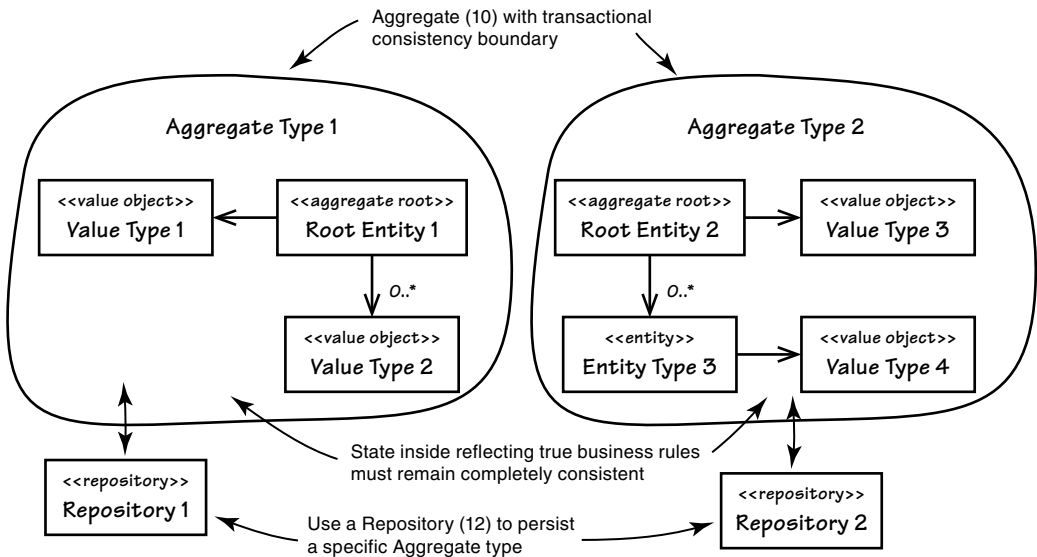 Aggregate (10) with transactional
consistency boundary
Aggregate Type 1
<<value object>>
Value Type 1
<<aggregate root>>
Root Entity 1
0..*
<<value object>>
Value Type 2
Aggregate Type 2
<<aggregate root>>
Root Entity 2
<<value object>>
Value Type 3
0..*
<<entity>>
Entity Type 3
<<value object>>
Value Type 4
State inside reflecting true business rules
must remain completely consistent
<<repository>>
Repository 1
<<repository>>
Repository 2
Use a Repository (12) to persist
a specific Aggregate type